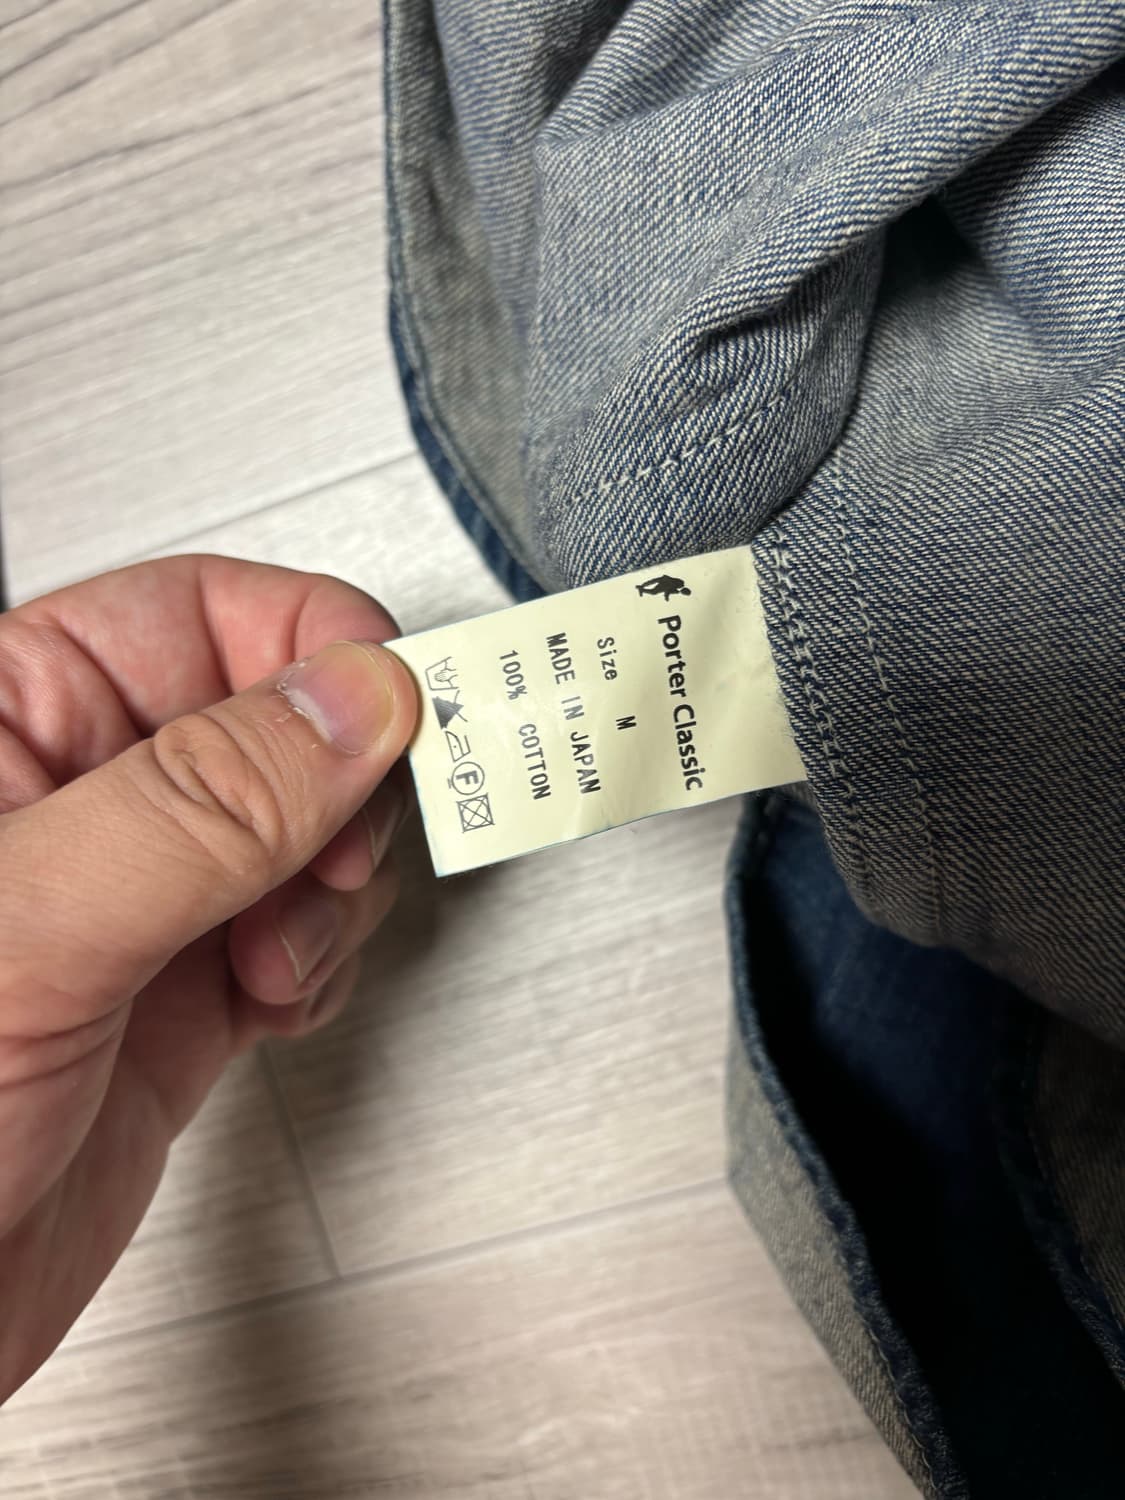 Porter Classic
Size M
MADE IN JAPAN
100% COTTON
F